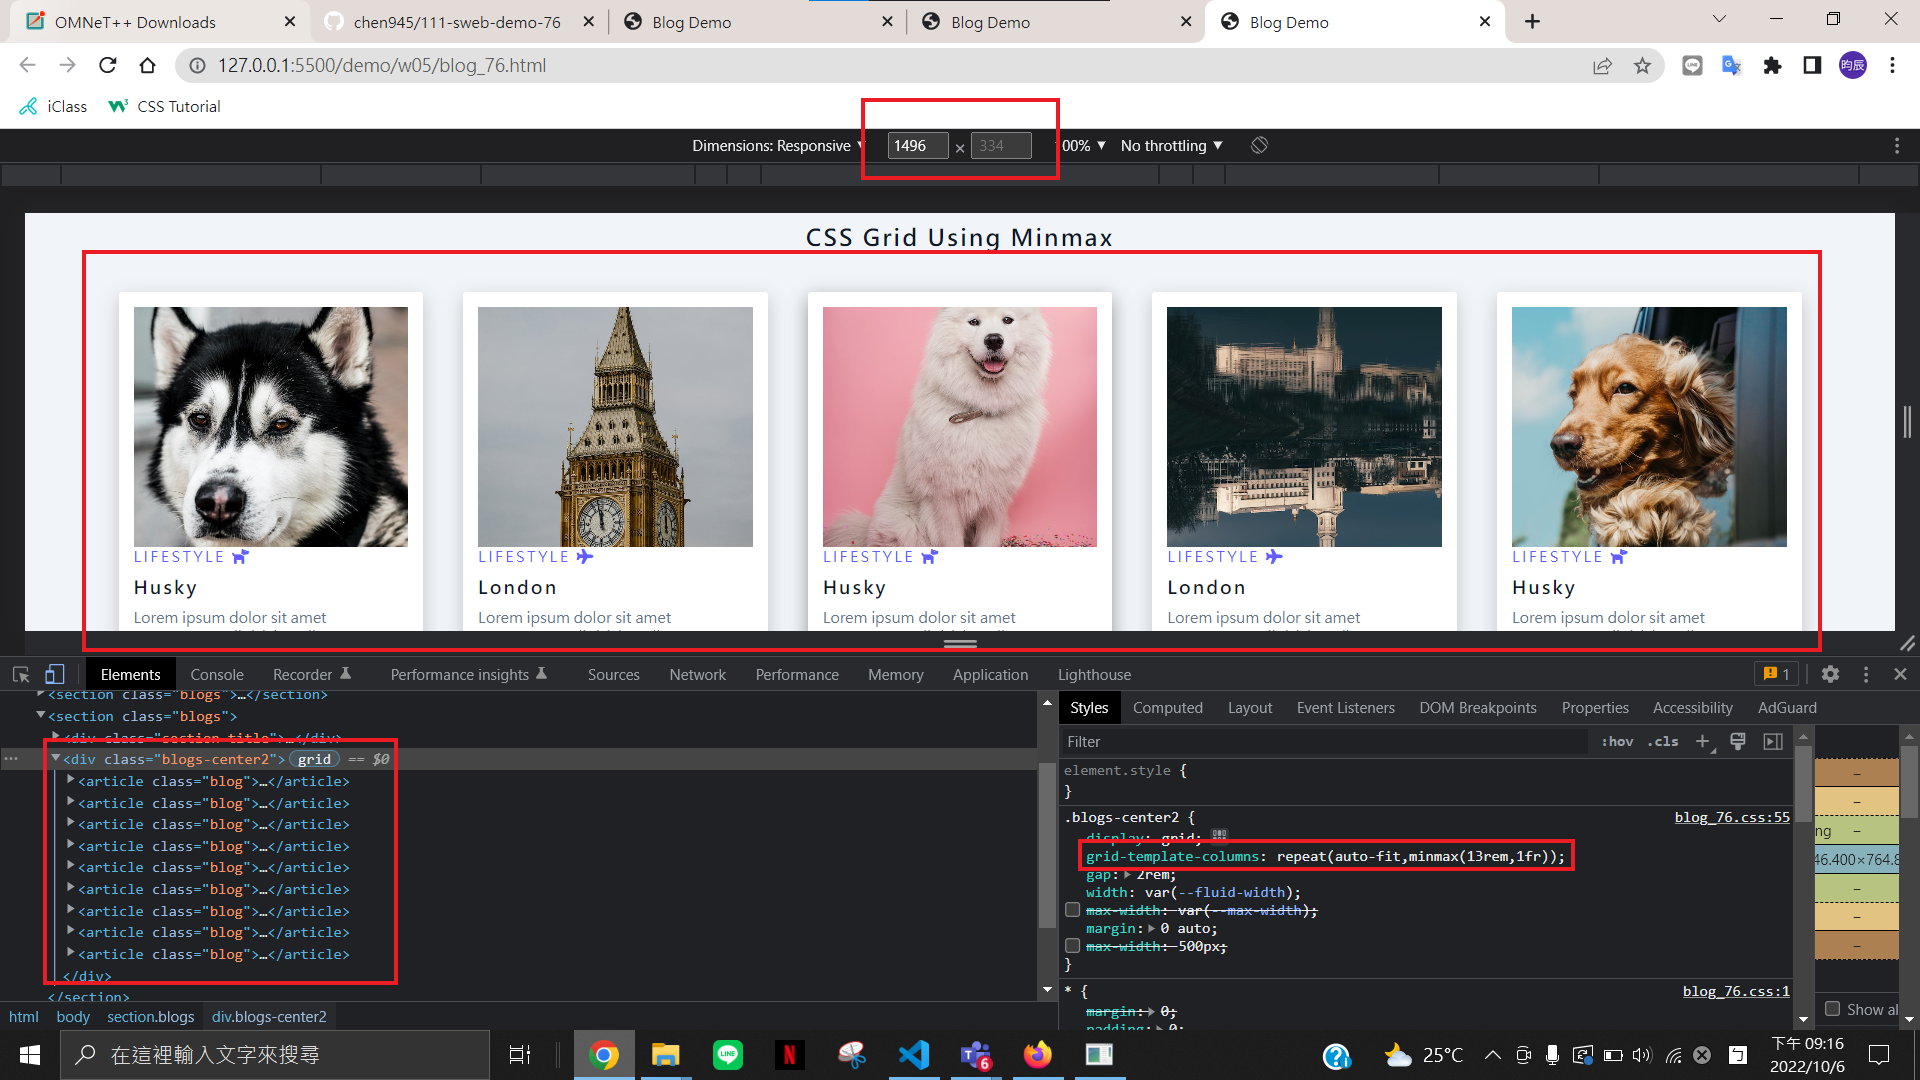 OMNeT++ Downloads
chen945/111-sweb-demo-76
Blog Demo
Blog Demo
Blog Demo
127.0.0.1:5500/demo/w05/blog_76.html
昀辰
iClass
CSS Tutorial
Dimensions: Responsive
1496 × 334
00%
No throttling
CSS Grid Using Minmax
LIFESTYLE
Husky
Lorem ipsum dolor sit amet
LIFESTYLE
London
Lorem ipsum dolor sit amet
LIFESTYLE
Husky
Lorem ipsum dolor sit amet
LIFESTYLE
London
Lorem ipsum dolor sit amet
LIFESTYLE
Husky
Lorem ipsum dolor sit amet
Elements Console Recorder Performance insights Sources Network Performance Memory Application Lighthouse 1
<section class="blogs">…</section>
<section class="blogs">
<div class="section-title">…</div>
<div class="blogs-center2"> grid == $0
<article class="blog">…</article>
<article class="blog">…</article>
<article class="blog">…</article>
<article class="blog">…</article>
<article class="blog">…</article>
<article class="blog">…</article>
<article class="blog">…</article>
<article class="blog">…</article>
<article class="blog">…</article>
</div>
</section>
html body section.blogs div.blogs-center2
Styles Computed Layout Event Listeners DOM Breakpoints Properties Accessibility AdGuard
Filter :hov .cls
element.style {
}
.blogs-center2 { blog_76.css:55
display: grid;
grid-template-columns: repeat(auto-fit,minmax(13rem,1fr));
gap: 2rem;
width: var(--fluid-width);
max-width: var(--max-width);
margin: 0 auto;
max-width: 500px;
}
* { blog_76.css:1
margin: 0;
padding: 0;
–
–
ng –
46.400×764.8
–
–
–
Show al
在這裡輸入文字來搜尋
N
6
25°C
下午 09:16
2022/10/6